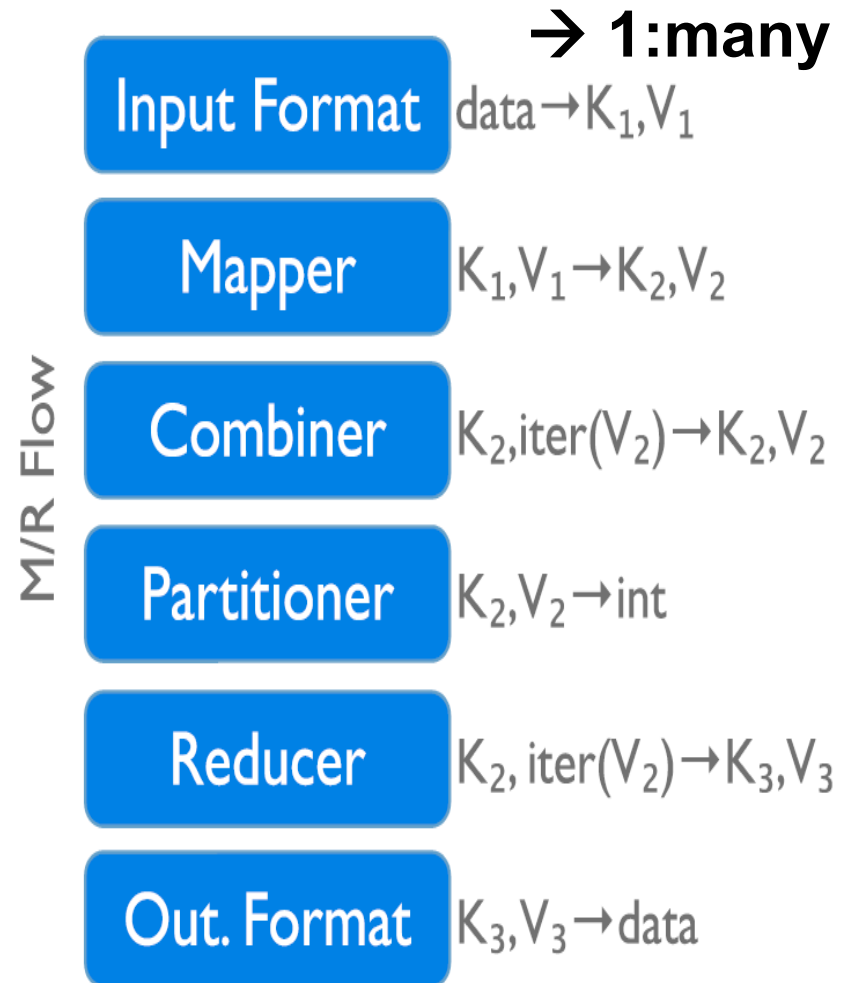 → 1:many
Input Format data→K₁,V₁
Mapper K₁,V₁→K₂,V₂
Combiner K₂,iter(V₂)→K₂,V₂
Partitioner K₂,V₂→int
Reducer K₂, iter(V₂)→K₃,V₃
Out. Format K₃,V₃→data
M/R Flow